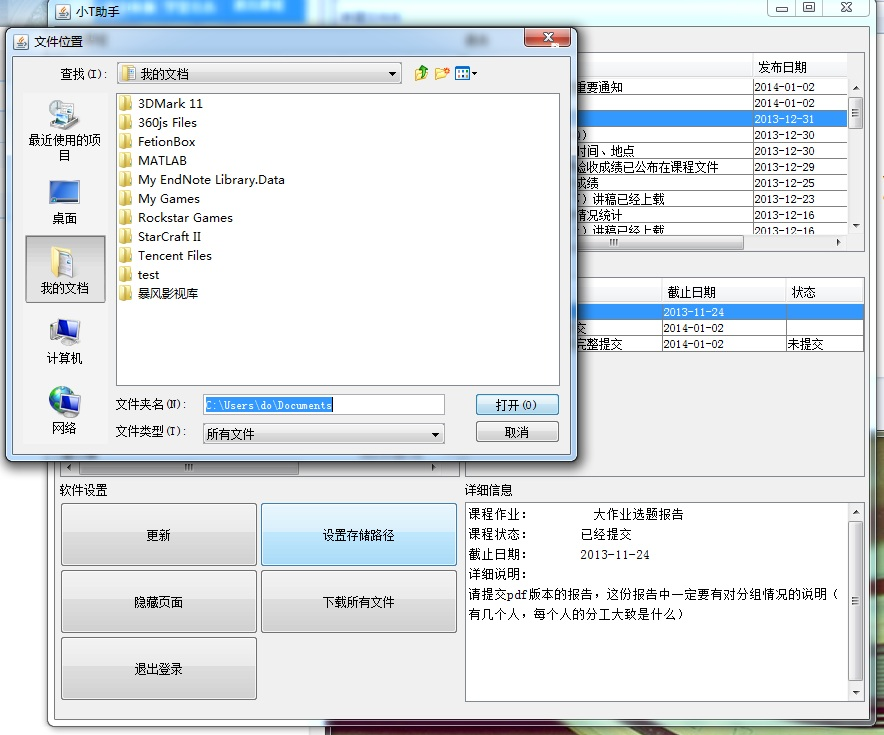 小T助手
文件位置
查找(I):
我的文档
最近使用的项目
桌面
我的文档
计算机
网络
3DMark 11
360js Files
FetionBox
MATLAB
My EndNote Library.Data
My Games
Rockstar Games
StarCraft II
Tencent Files
test
暴风影视库
文件夹名(N):
C:\Users\do\Documents
打开(O)
文件类型(T):
所有文件
取消
发布日期
重要通知 2014-01-02
2014-01-02
2013-12-31
) 2013-12-30
时间、地点 2013-12-30
验收成绩已公布在课程文件 2013-12-29
成绩 2013-12-25
）讲稿已经上载 2013-12-23
情况统计 2013-12-16
）讲稿已经上载 2013-12-16
截止日期 状态
2013-11-24
交 2014-01-02
完整提交 2014-01-02 未提交
软件设置
更新
设置存储路径
隐藏页面
下载所有文件
退出登录
详细信息
课程作业: 大作业选题报告
课程状态: 已经提交
截止日期: 2013-11-24
详细说明:
请提交pdf版本的报告，这份报告中一定要有对分组情况的说明（
有几个人，每个人的分工大致是什么）